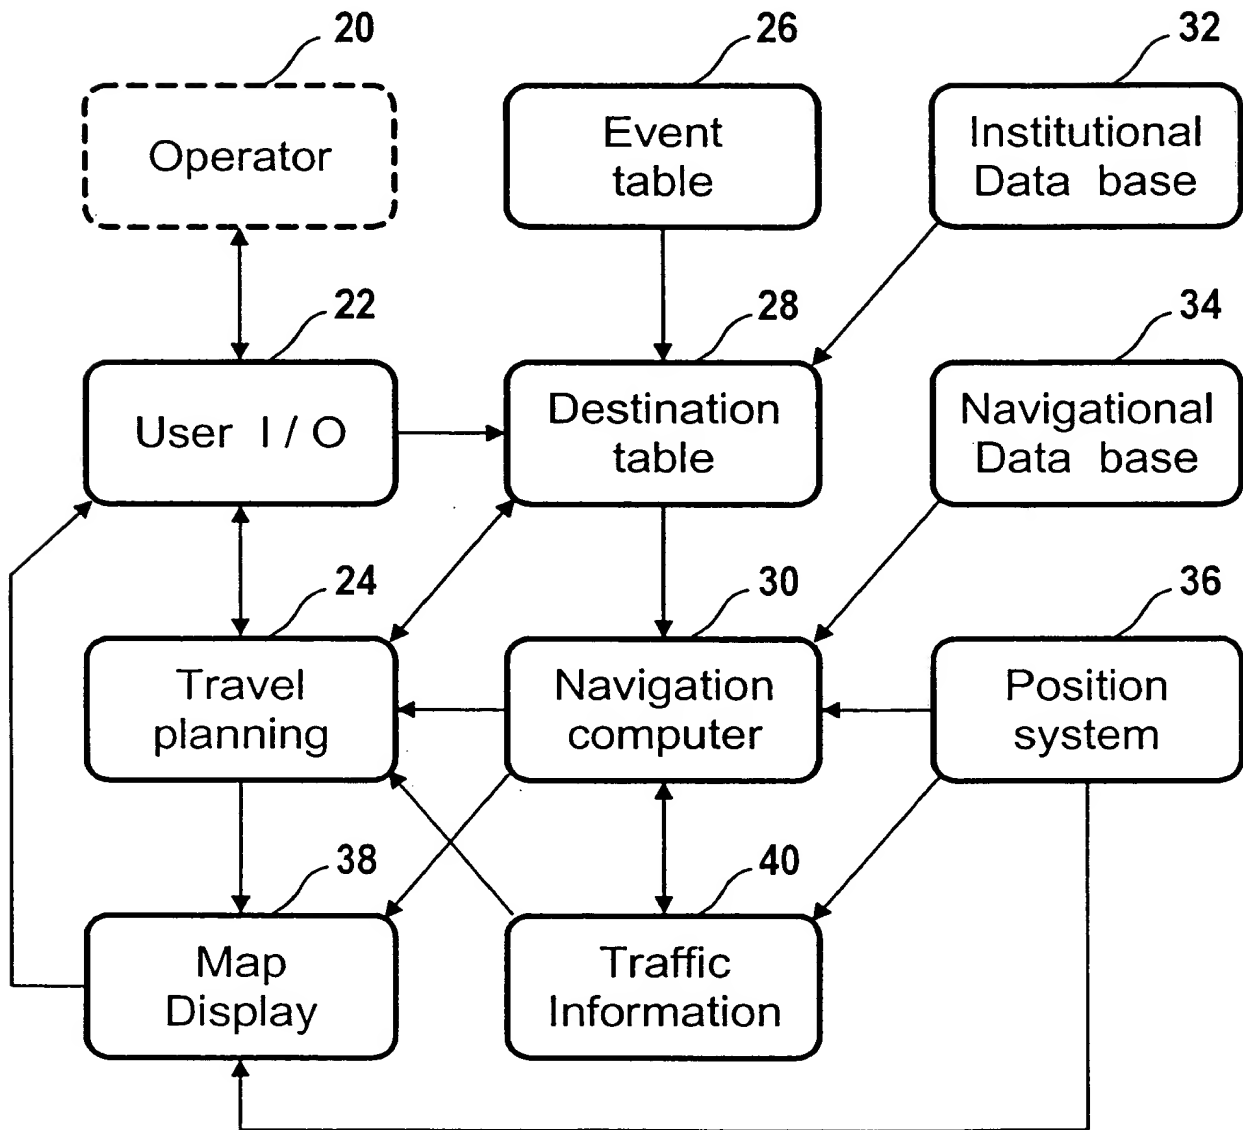 20
26
32
Operator
Event
table
Institutional
Data base
22
28
34
User I / O
Destination
table
Navigational
Data base
24
30
36
Travel
planning
Navigation
computer
Position
system
38
40
Map
Display
Traffic
Information